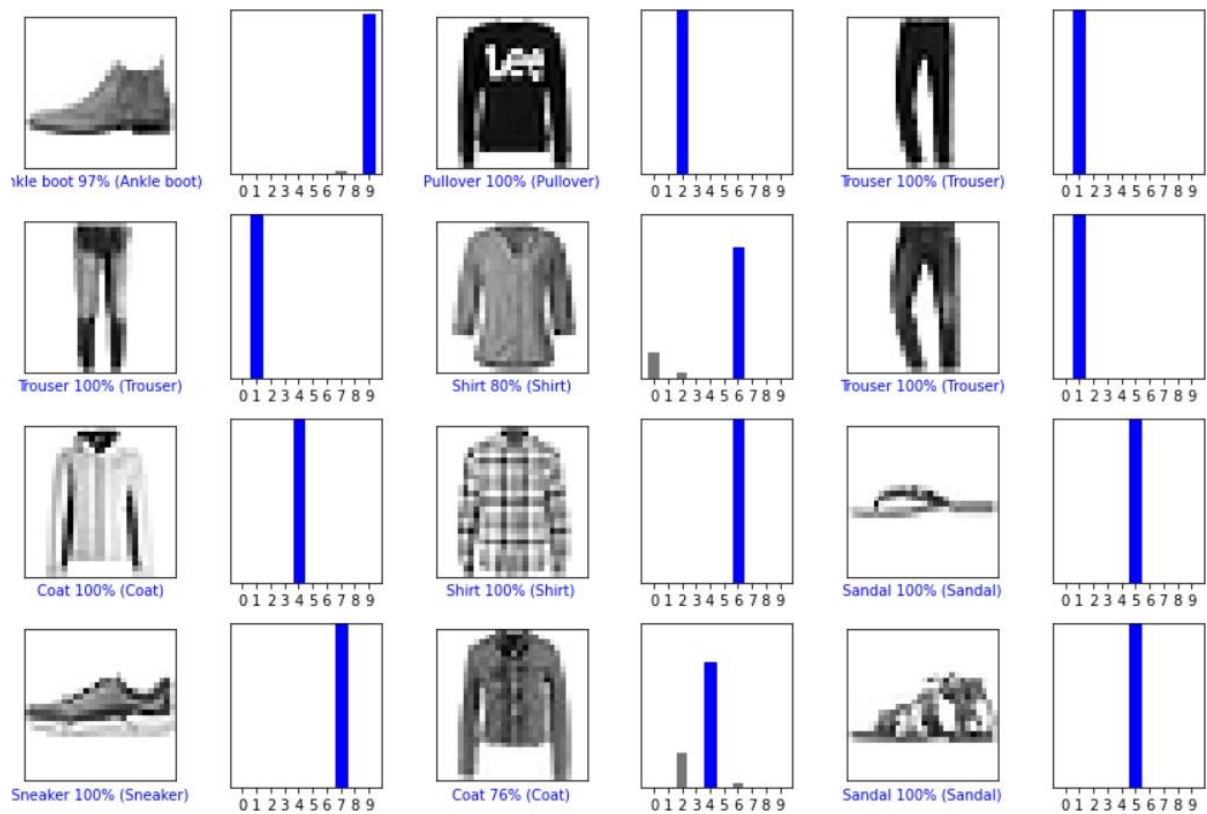 Lee
0 1 2 3 4 5 6 7 8 9
0 1 2 3 4 5 6 7 8 9
0 1 2 3 4 5 6 7 8 9
nkle boot 97% (Ankle boot)
Pullover 100% (Pullover)
Trouser 100% (Trouser)
0 1 2 3 4 5 6 7 8 9
0 1 2 3 4 5 6 7 8 9
0 1 2 3 4 5 6 7 8 9
Trouser 100% (Trouser)
Shirt 80% (Shirt)
Trouser 100% (Trouser)
0 1 2 3 4 5 6 7 8 9
0 1 2 3 4 5 6 7 8 9
0 1 2 3 4 5 6 7 8 9
Coat 100% (Coat)
Shirt 100% (Shirt)
Sandal 100% (Sandal)
0 1 2 3 4 5 6 7 8 9
0 1 2 3 4 5 6 7 8 9
0 1 2 3 4 5 6 7 8 9
Sneaker 100% (Sneaker)
Coat 76% (Coat)
Sandal 100% (Sandal)